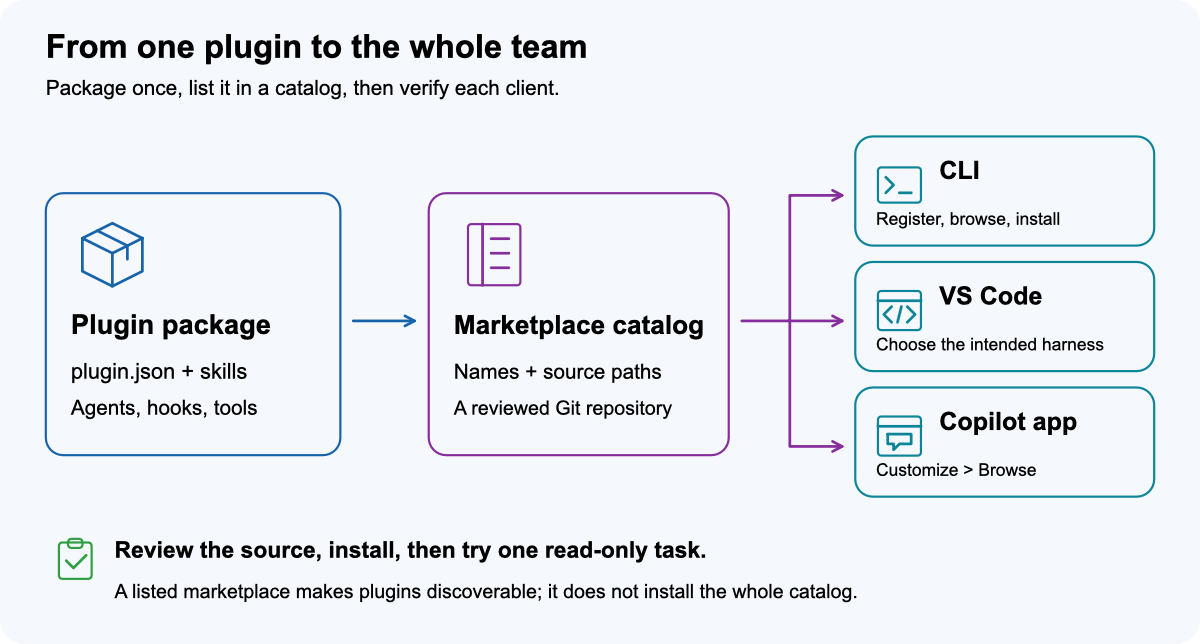 From one plugin to the whole team
Package once, list it in a catalog, then verify each client.
Plugin package
plugin.json + skills
Agents, hooks, tools
Marketplace catalog
Names + source paths
A reviewed Git repository
CLI
Register, browse, install
VS Code
Choose the intended harness
Copilot app
Customize > Browse
Review the source, install, then try one read-only task.
A listed marketplace makes plugins discoverable; it does not install the whole catalog.